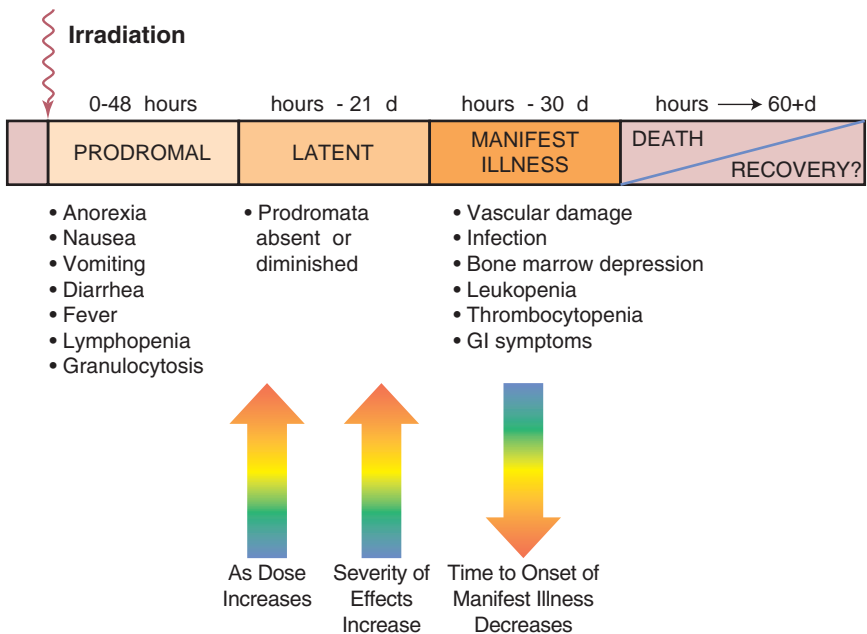 Irradiation
0-48 hours
hours - 21 d
hours - 30 d
hours → 60+d
PRODROMAL
LATENT
MANIFEST
ILLNESS
DEATH
RECOVERY?
• Anorexia
• Nausea
• Vomiting
• Diarrhea
• Fever
• Lymphopenia
• Granulocytosis
• Prodromata
absent or
diminished
• Vascular damage
• Infection
• Bone marrow depression
• Leukopenia
• Thrombocytopenia
• GI symptoms
As Dose
Increases
Severity of
Effects
Increase
Time to Onset of
Manifest Illness
Decreases